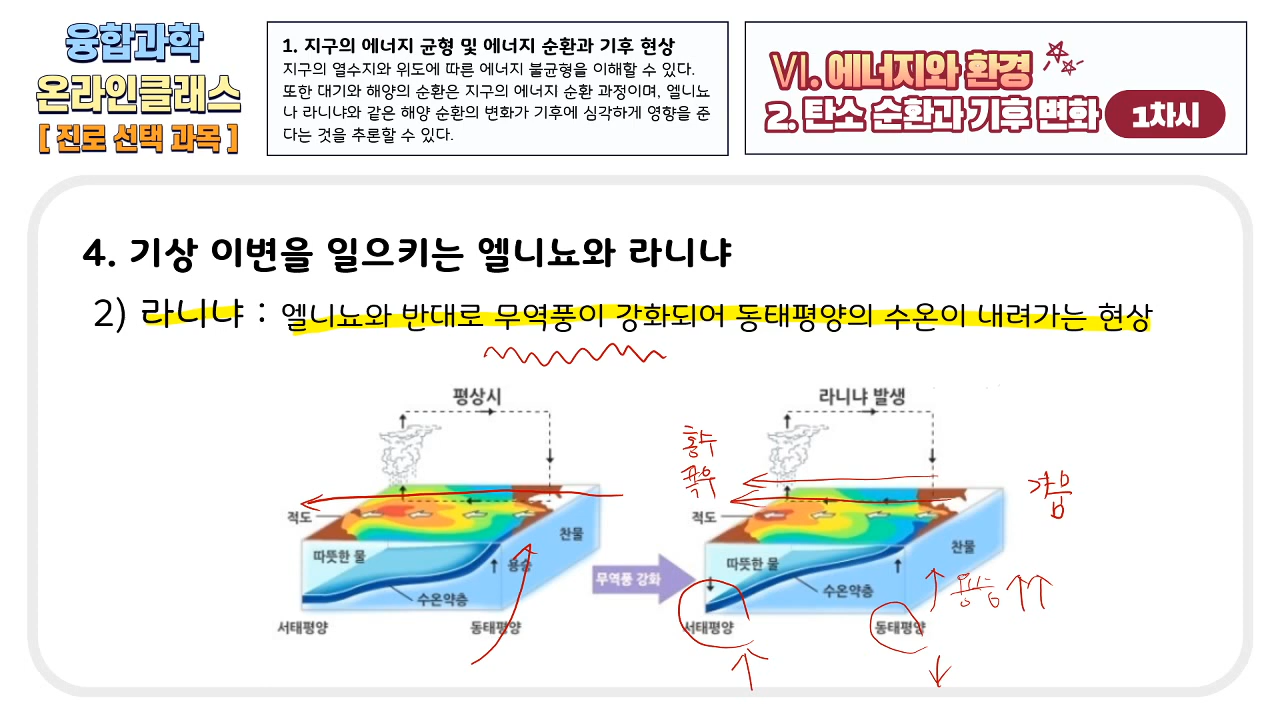 융합과학
온라인클래스
[ 진로 선택 과목 ]
1. 지구의 에너지 균형 및 에너지 순환과 기후 현상
지구의 열수지와 위도에 따른 에너지 불균형을 이해할 수 있다.
또한 대기와 해양의 순환은 지구의 에너지 순환 과정이며, 엘니뇨
나 라니냐와 같은 해양 순환의 변화가 기후에 심각하게 영향을 준
다는 것을 추론할 수 있다.
VI. 에너지와 환경
2. 탄소 순환과 기후 변화 1차시
4. 기상 이변을 일으키는 엘니뇨와 라니냐
2) 라니냐 : 엘니뇨와 반대로 무역풍이 강화되어 동태평양의 수온이 내려가는 현상
평상시
적도
따뜻한 물
찬물
용승
수온약층
서태평양
동태평양
무역풍 강화
라니냐 발생
홍수
폭우
가뭄
적도
따뜻한 물
찬물
수온약층
용승
서태평양
동태평양